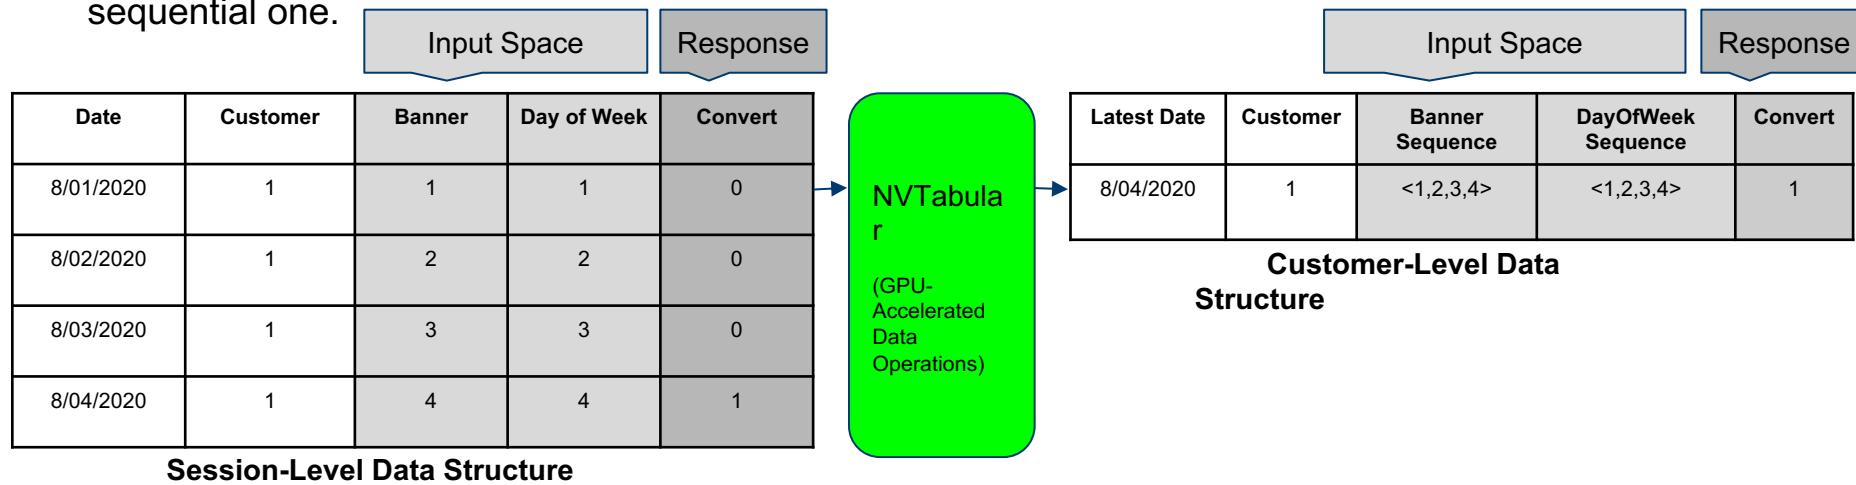 sequential one.
Input Space
Response
Input Space
Response
Date Customer Banner Day of Week Convert
8/01/2020 1 1 1 0
8/02/2020 1 2 2 0
8/03/2020 1 3 3 0
8/04/2020 1 4 4 1
Session-Level Data Structure
NVTabula
r
(GPU-
Accelerated
Data
Operations)
Latest Date Customer Banner DayOfWeek Convert
Sequence Sequence
8/04/2020 1 <1,2,3,4> <1,2,3,4> 1
Customer-Level Data
Structure